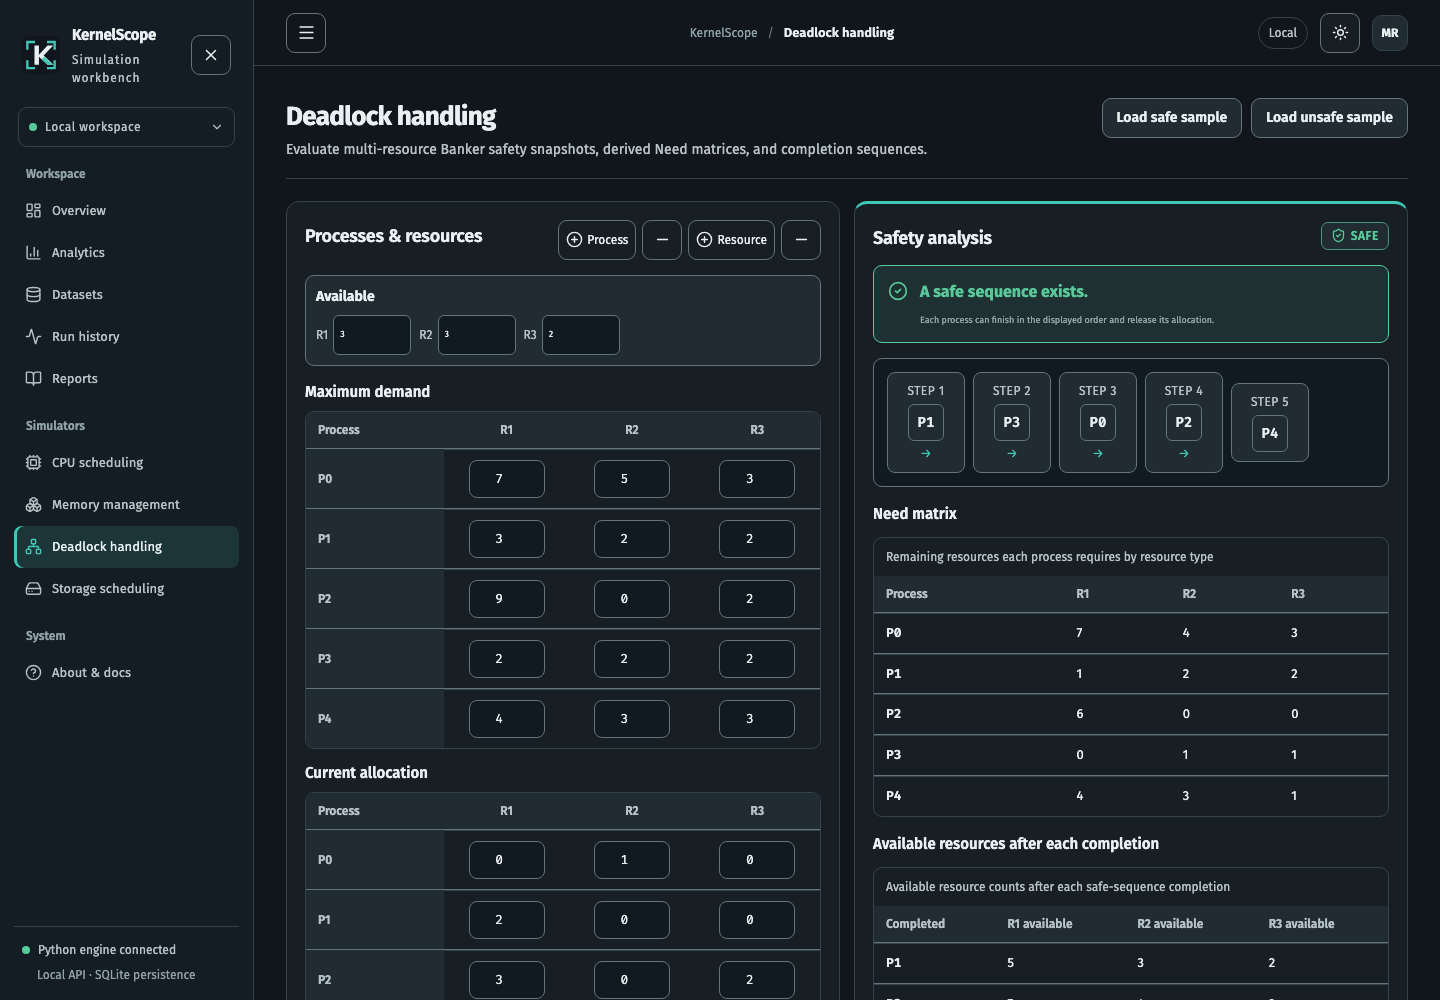 KernelScope
Simulation
workbench
Local workspace
Workspace
Overview
Analytics
Datasets
Run history
Reports
Simulators
CPU scheduling
Memory management
Deadlock handling
Storage scheduling
System
About & docs
Python engine connected
Local API · SQLite persistence
KernelScope / Deadlock handling
Local
MR
Deadlock handling
Evaluate multi-resource Banker safety snapshots, derived Need matrices, and completion sequences.
Load safe sample
Load unsafe sample
Processes & resources
Process
Resource
Available
R1 3 R2 3 R3 2
Maximum demand
Process R1 R2 R3
P0 7 5 3
P1 3 2 2
P2 9 0 2
P3 2 2 2
P4 4 3 3
Current allocation
Process R1 R2 R3
P0 0 1 0
P1 2 0 0
P2 3 0 2
Safety analysis
SAFE
A safe sequence exists.
Each process can finish in the displayed order and release its allocation.
STEP 1 STEP 2 STEP 3 STEP 4 STEP 5
P1 P3 P0 P2 P4
→ → → →
Need matrix
Remaining resources each process requires by resource type
Process R1 R2 R3
P0 7 4 3
P1 1 2 2
P2 6 0 0
P3 0 1 1
P4 4 3 1
Available resources after each completion
Available resource counts after each safe-sequence completion
Completed R1 available R2 available R3 available
P1 5 3 2